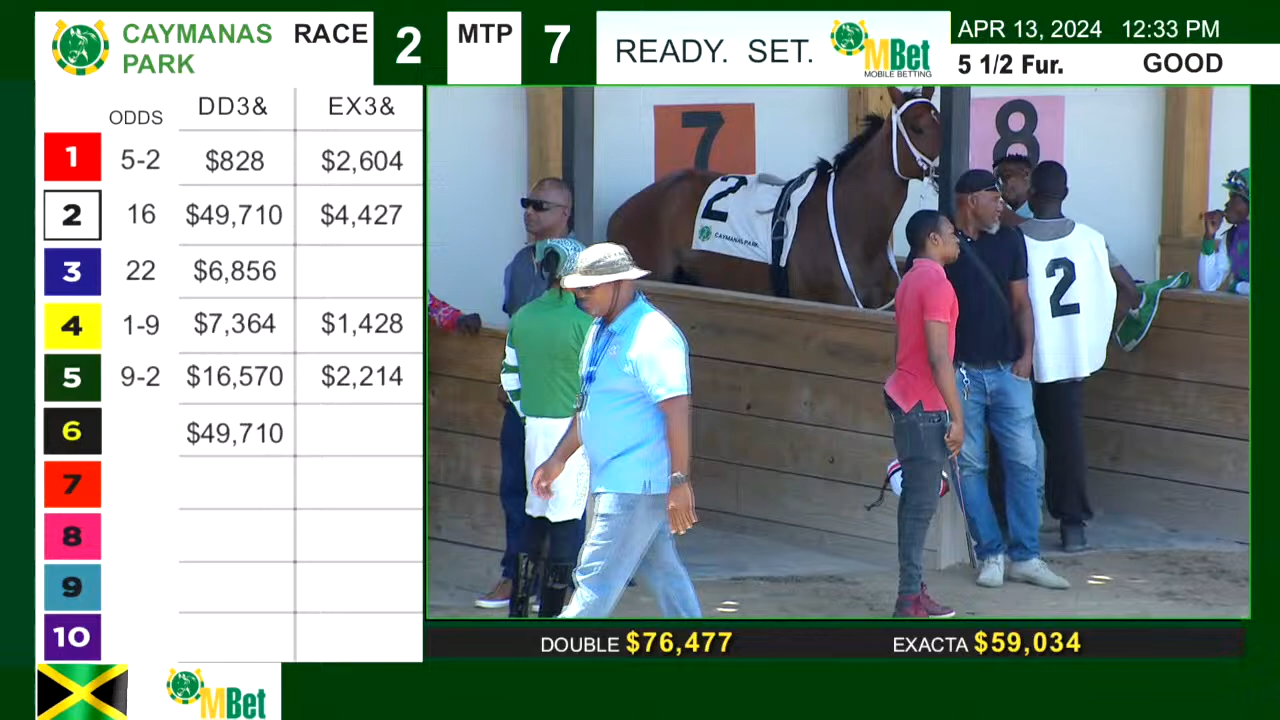 CAYMANAS PARK
RACE 2
MTP 7
READY. SET.
MBet
MOBILE BETTING
APR 13, 2024 12:33 PM
5 1/2 Fur. GOOD
ODDS DD3& EX3&
1 5-2 $828 $2,604
2 16 $49,710 $4,427
3 22 $6,856
4 1-9 $7,364 $1,428
5 9-2 $16,570 $2,214
6 $49,710
7
8
9
10
7
8
2
CAYMANAS PARK
2
DOUBLE $76,477 EXACTA $59,034
MBet